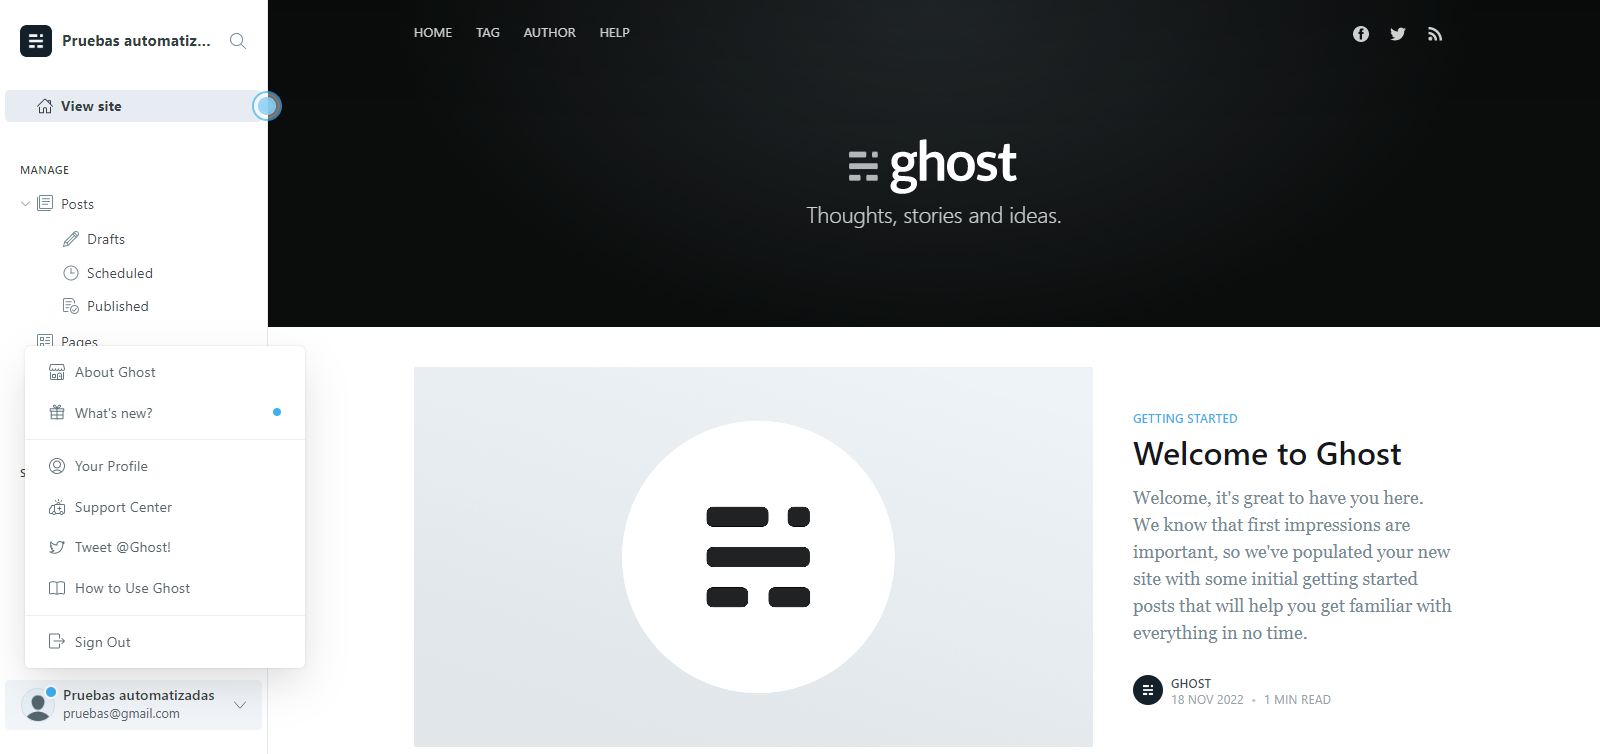 Pruebas automatiz...
View site
MANAGE
Posts
Drafts
Scheduled
Published
Pages
About Ghost
What's new?
Your Profile
Support Center
Tweet @Ghost!
How to Use Ghost
Sign Out
Pruebas automatizadas
pruebas@gmail.com
HOME TAG AUTHOR HELP
ghost
Thoughts, stories and ideas.
GETTING STARTED
Welcome to Ghost
Welcome, it's great to have you here.
We know that first impressions are
important, so we've populated your new
site with some initial getting started
posts that will help you get familiar with
everything in no time.
GHOST
18 NOV 2022 • 1 MIN READ